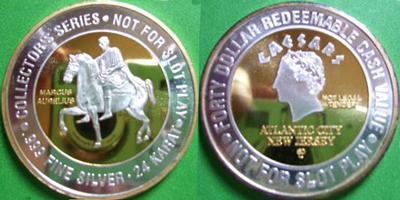 COLLECTORS SERIES • NOT FOR SLOT PLAY •
MARCUS
AURELIUS
.999 FINE SILVER • 24 KARAT
FORTY DOLLAR REDEEMABLE CASH VALUE
CAESARS
NOT LEGAL
TENDER
ATLANTIC CITY
NEW JERSEY
• NOT FOR SLOT PLAY •